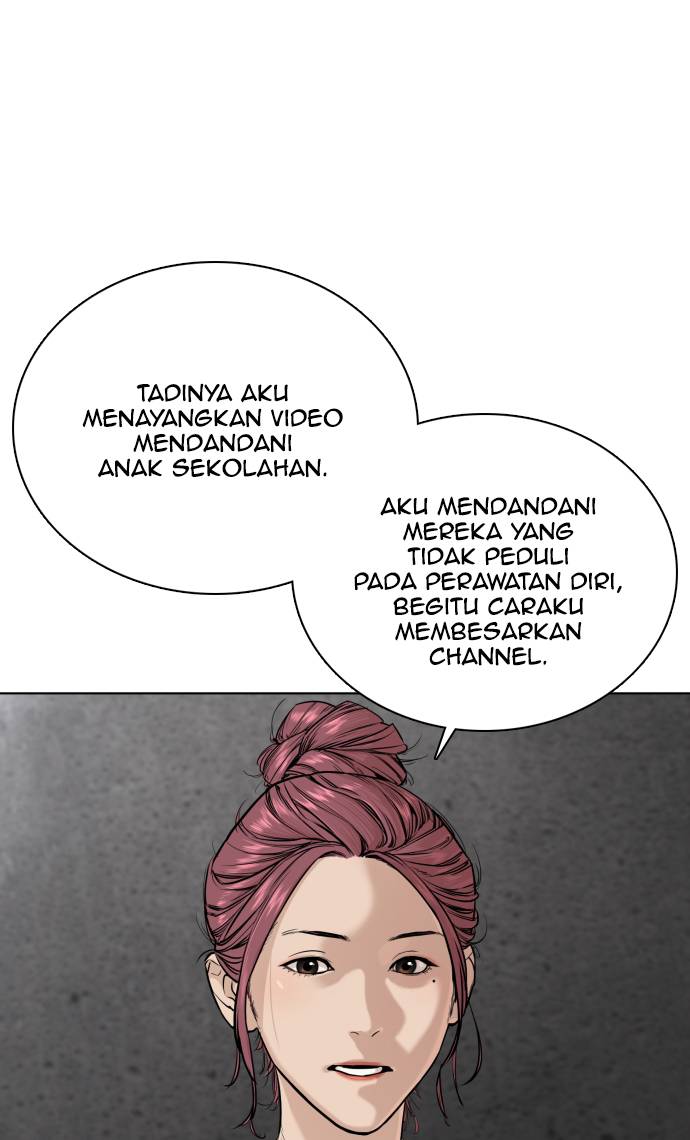 TADINYA AKU
MENAYANGKAN VIDEO
MENDANDANI
ANAK SEKOLAHAN.
AKU MENDANDANI
MEREKA YANG
TIDAK PEDULI
PADA PERAWATAN DIRI,
BEGITU CARAKU
MEMBESARKAN
CHANNEL.